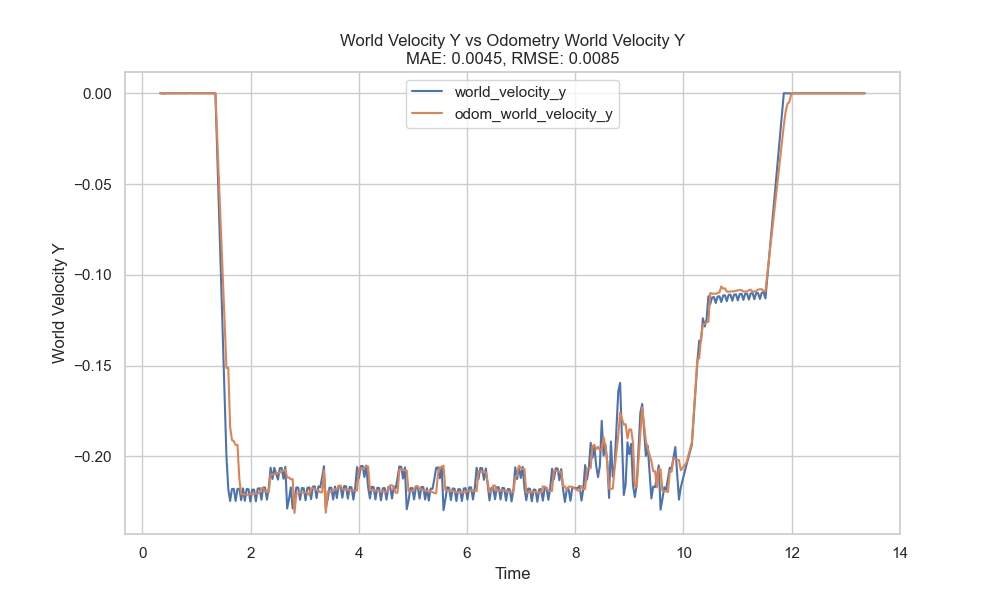 World Velocity Y vs Odometry World Velocity Y
MAE: 0.0045, RMSE: 0.0085
world_velocity_y
odom_world_velocity_y
0.00
−0.05
−0.10
−0.15
−0.20
World Velocity Y
0 2 4 6 8 10 12 14
Time